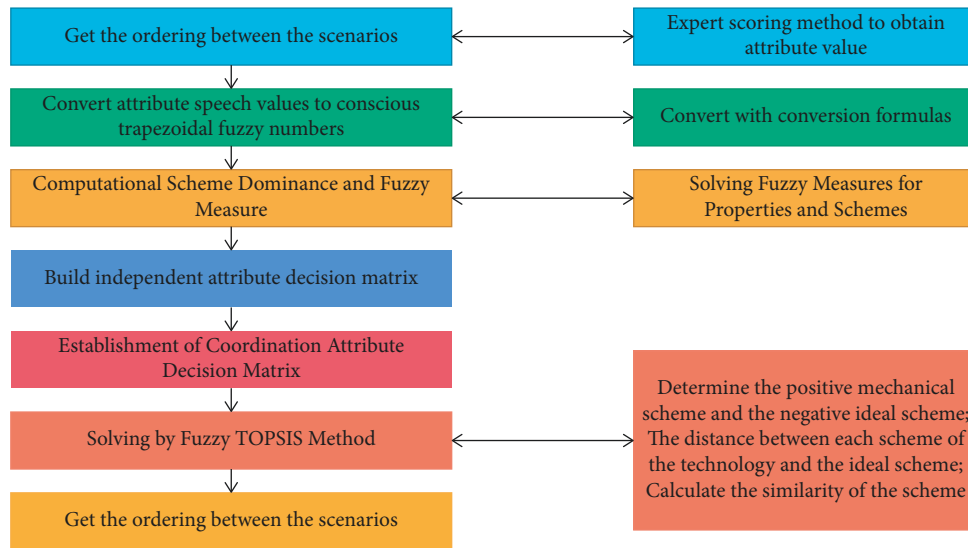 Get the ordering between the scenarios
Expert scoring method to obtain
attribute value
Convert attribute speech values to conscious
trapezoidal fuzzy numbers
Convert with conversion formulas
Computational Scheme Dominance and Fuzzy
Measure
Solving Fuzzy Measures for
Properties and Schemes
Build independent attribute decision matrix
Establishment of Coordination Attribute
Decision Matrix
Solving by Fuzzy TOPSIS Method
Determine the positive mechanical
scheme and the negative ideal scheme;
The distance between each scheme of
the technology and the ideal scheme;
Calculate the similarity of the scheme
Get the ordering between the scenarios